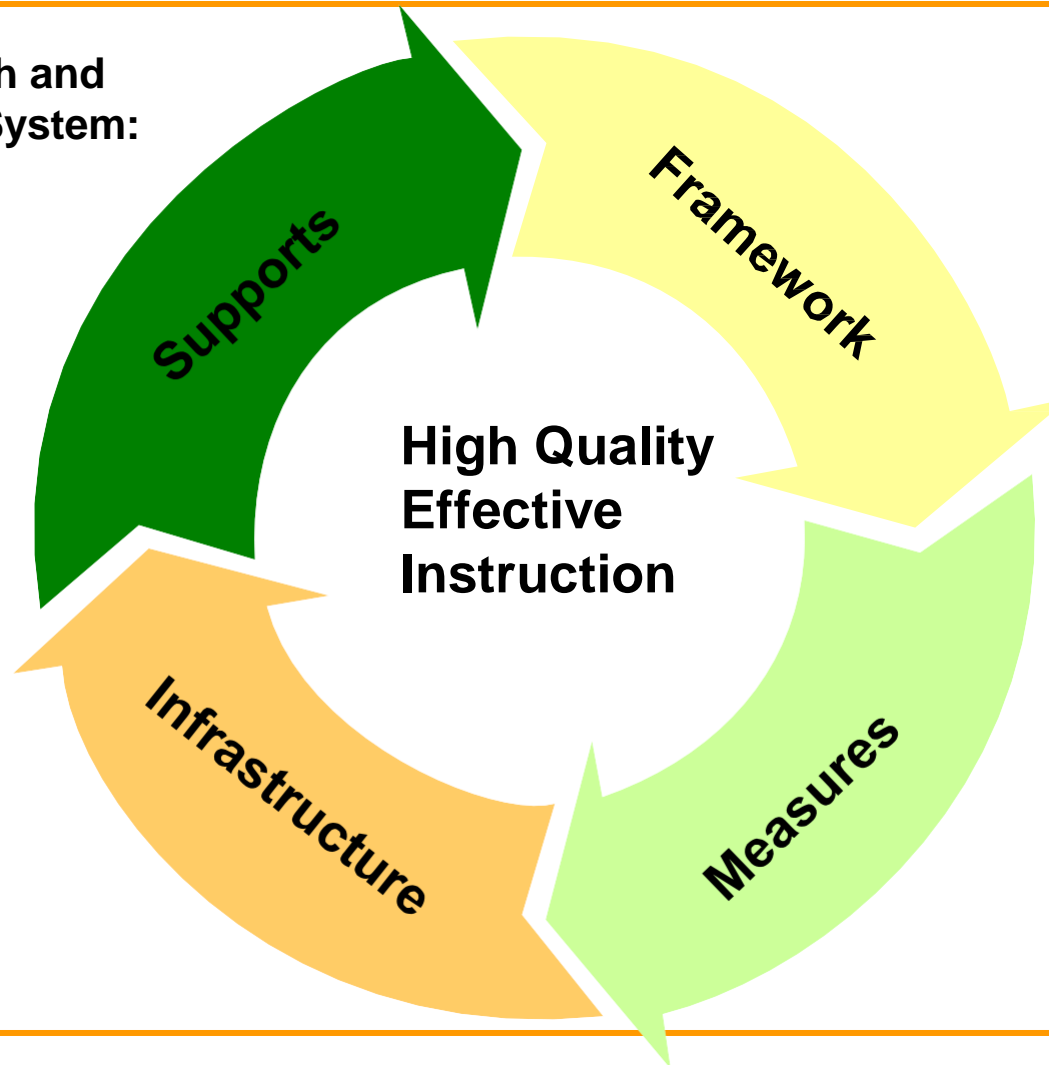 and
System:
Supports
Framework
High Quality
Effective
Instruction
Infrastructure
Measures